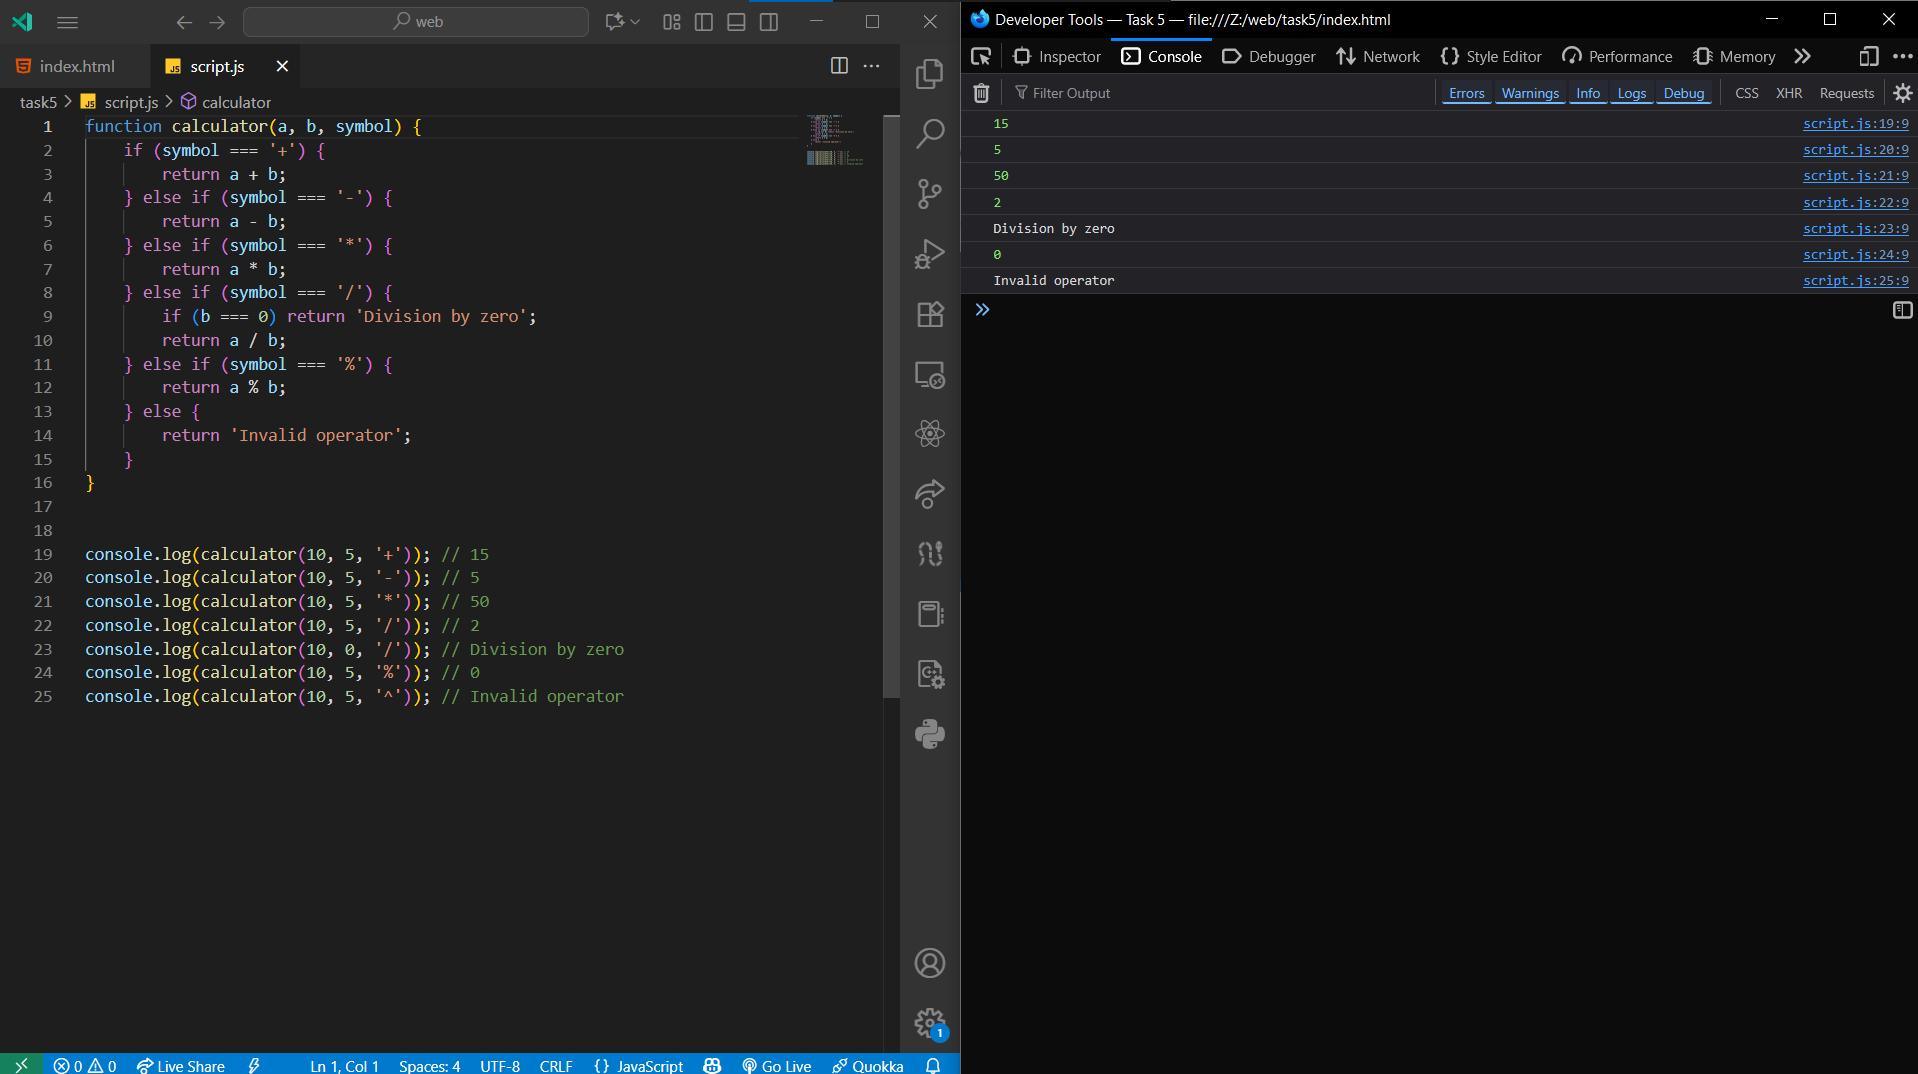 web
index.html
script.js
task5 > script.js > calculator
1 function calculator(a, b, symbol) {
2     if (symbol === '+') {
3         return a + b;
4     } else if (symbol === '-') {
5         return a - b;
6     } else if (symbol === '*') {
7         return a * b;
8     } else if (symbol === '/') {
9         if (b === 0) return 'Division by zero';
10         return a / b;
11     } else if (symbol === '%') {
12         return a % b;
13     } else {
14         return 'Invalid operator';
15     }
16 }
17
18
19 console.log(calculator(10, 5, '+')); // 15
20 console.log(calculator(10, 5, '-')); // 5
21 console.log(calculator(10, 5, '*')); // 50
22 console.log(calculator(10, 5, '/')); // 2
23 console.log(calculator(10, 0, '/')); // Division by zero
24 console.log(calculator(10, 5, '%')); // 0
25 console.log(calculator(10, 5, '^')); // Invalid operator
1
0 0 Live Share Ln 1, Col 1 Spaces: 4 UTF-8 CRLF {} JavaScript Go Live Quokka
Developer Tools — Task 5 — file:///Z:/web/task5/index.html
Inspector Console Debugger Network Style Editor Performance Memory
Filter Output Errors Warnings Info Logs Debug CSS XHR Requests
15 script.js:19:9
5 script.js:20:9
50 script.js:21:9
2 script.js:22:9
Division by zero script.js:23:9
0 script.js:24:9
Invalid operator script.js:25:9